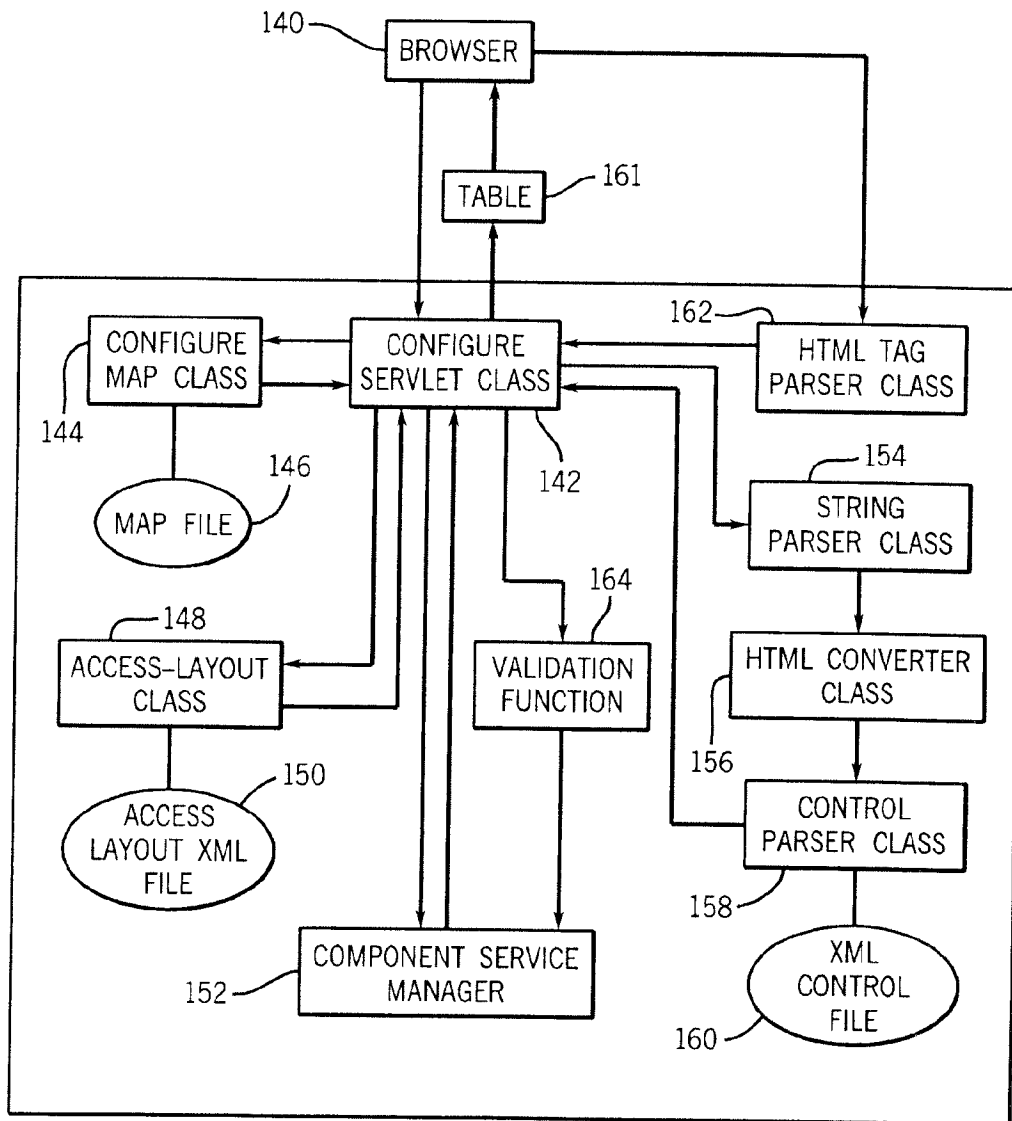 140
BROWSER
TABLE
161
CONFIGURE
MAP CLASS
144
CONFIGURE
SERVLET CLASS
142
162
HTML TAG
PARSER CLASS
146
MAP FILE
154
STRING
PARSER CLASS
148
ACCESS-LAYOUT
CLASS
164
VALIDATION
FUNCTION
HTML CONVERTER
CLASS
156
150
ACCESS
LAYOUT XML
FILE
CONTROL
PARSER CLASS
158
COMPONENT SERVICE
MANAGER
152
XML
CONTROL
FILE
160